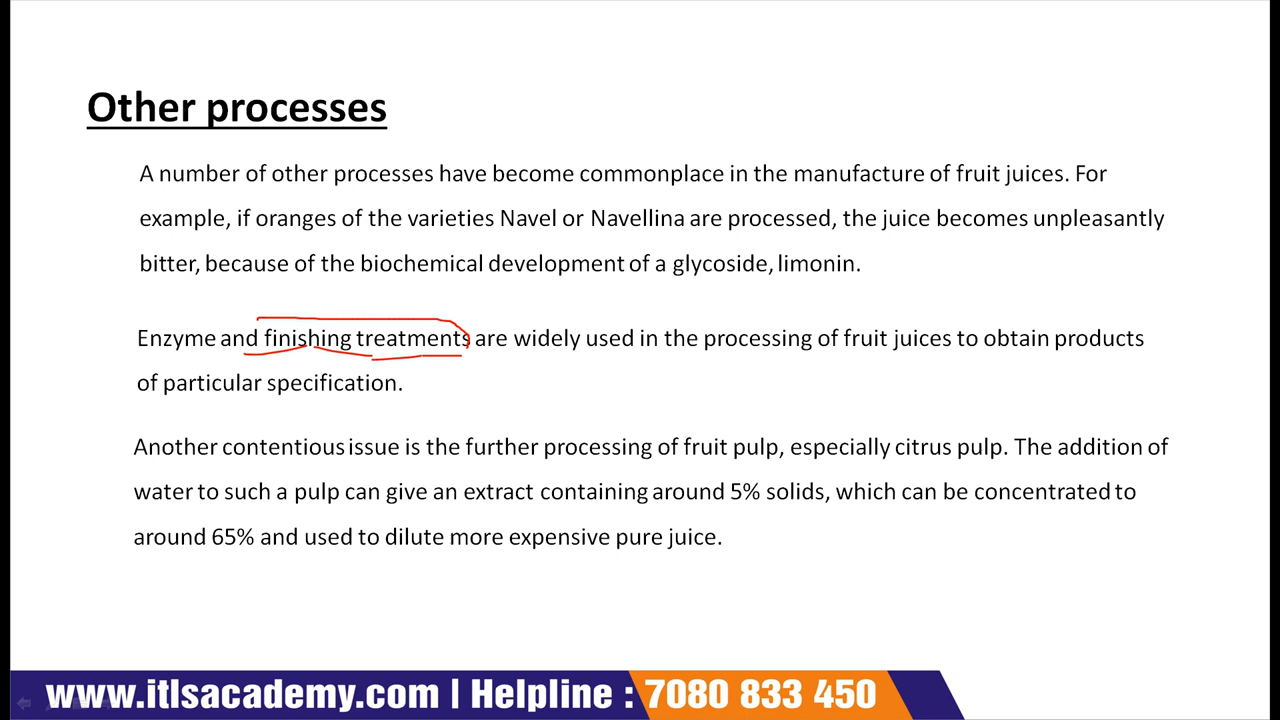 Other processes
A number of other processes have become commonplace in the manufacture of fruit juices. For
example, if oranges of the varieties Navel or Navellina are processed, the juice becomes unpleasantly
bitter, because of the biochemical development of a glycoside, limonin.
Enzyme and finishing treatments are widely used in the processing of fruit juices to obtain products
of particular specification.
Another contentious issue is the further processing of fruit pulp, especially citrus pulp. The addition of
water to such a pulp can give an extract containing around 5% solids, which can be concentrated to
around 65% and used to dilute more expensive pure juice.
www.itlsacademy.com | Helpline : 7080 833 450